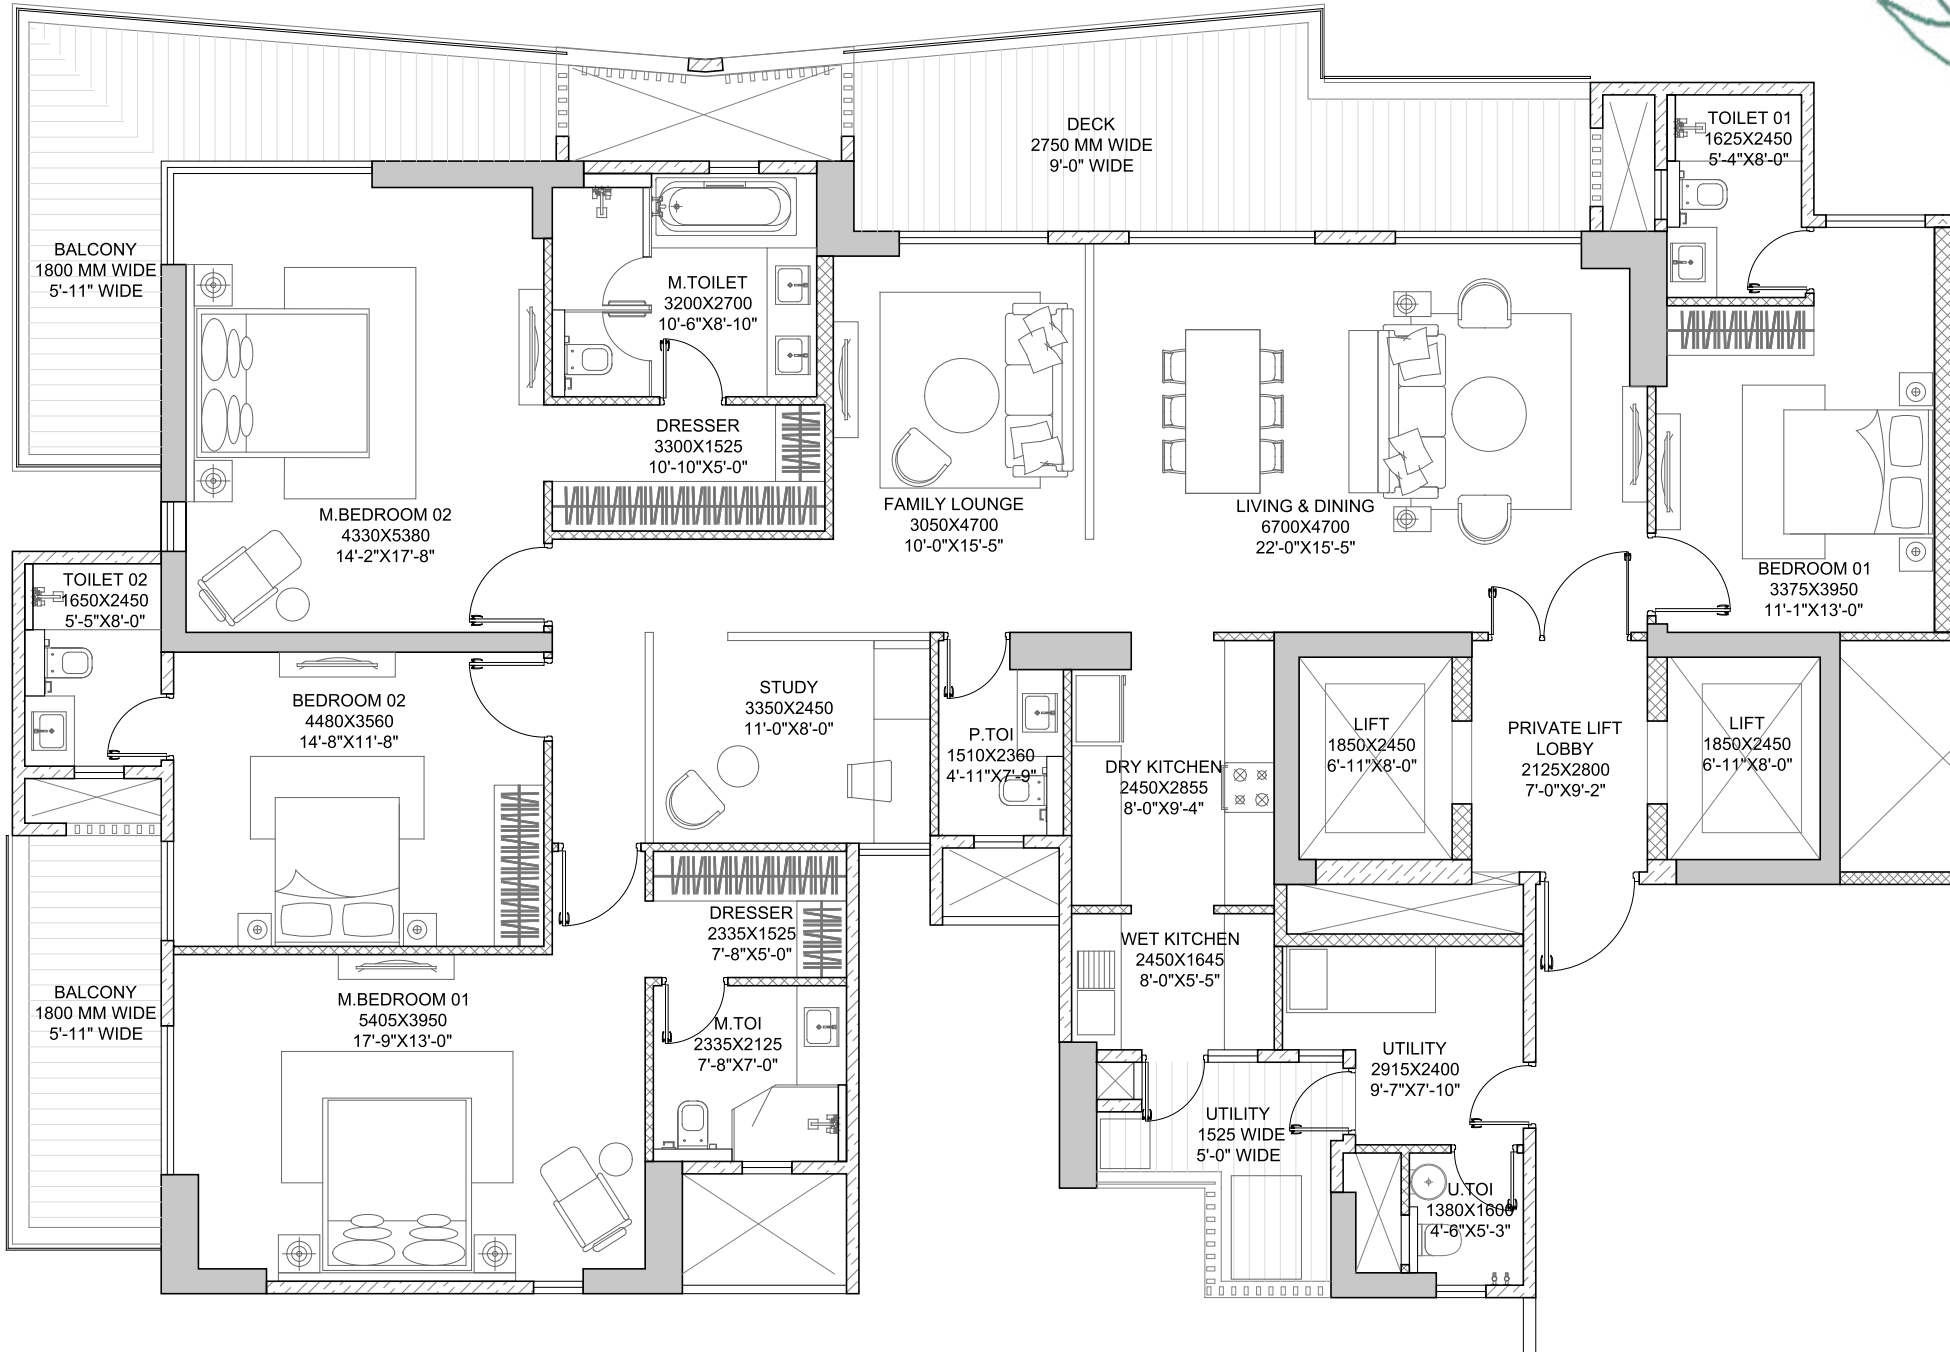 DECK
2750 MM WIDE
9'-0" WIDE
TOILET 01
1625X2450
5'-4"X8'-0"
BALCONY
1800 MM WIDE
5'-11" WIDE
M.TOILET
3200X2700
10'-6"X8'-10"
DRESSER
3300X1525
10'-10"X5'-0"
M.BEDROOM 02
4330X5380
14'-2"X17'-8"
FAMILY LOUNGE
3050X4700
10'-0"X15'-5"
LIVING & DINING
6700X4700
22'-0"X15'-5"
BEDROOM 01
3375X3950
11'-1"X13'-0"
TOILET 02
1650X2450
5'-5"X8'-0"
BEDROOM 02
4480X3560
14'-8"X11'-8"
STUDY
3350X2450
11'-0"X8'-0"
P.TOI
1510X2360
4'-11"X7'-9"
DRY KITCHEN
2450X2855
8'-0"X9'-4"
LIFT
1850X2450
6'-11"X8'-0"
PRIVATE LIFT
LOBBY
2125X2800
7'-0"X9'-2"
LIFT
1850X2450
6'-11"X8'-0"
DRESSER
2335X1525
7'-8"X5'-0"
WET KITCHEN
2450X1645
8'-0"X5'-5"
BALCONY
1800 MM WIDE
5'-11" WIDE
M.BEDROOM 01
5405X3950
17'-9"X13'-0"
M.TOI
2335X2125
7'-8"X7'-0"
UTILITY
2915X2400
9'-7"X7'-10"
UTILITY
1525 WIDE
5'-0" WIDE
U.TOI
1380X1600
4'-6"X5'-3"